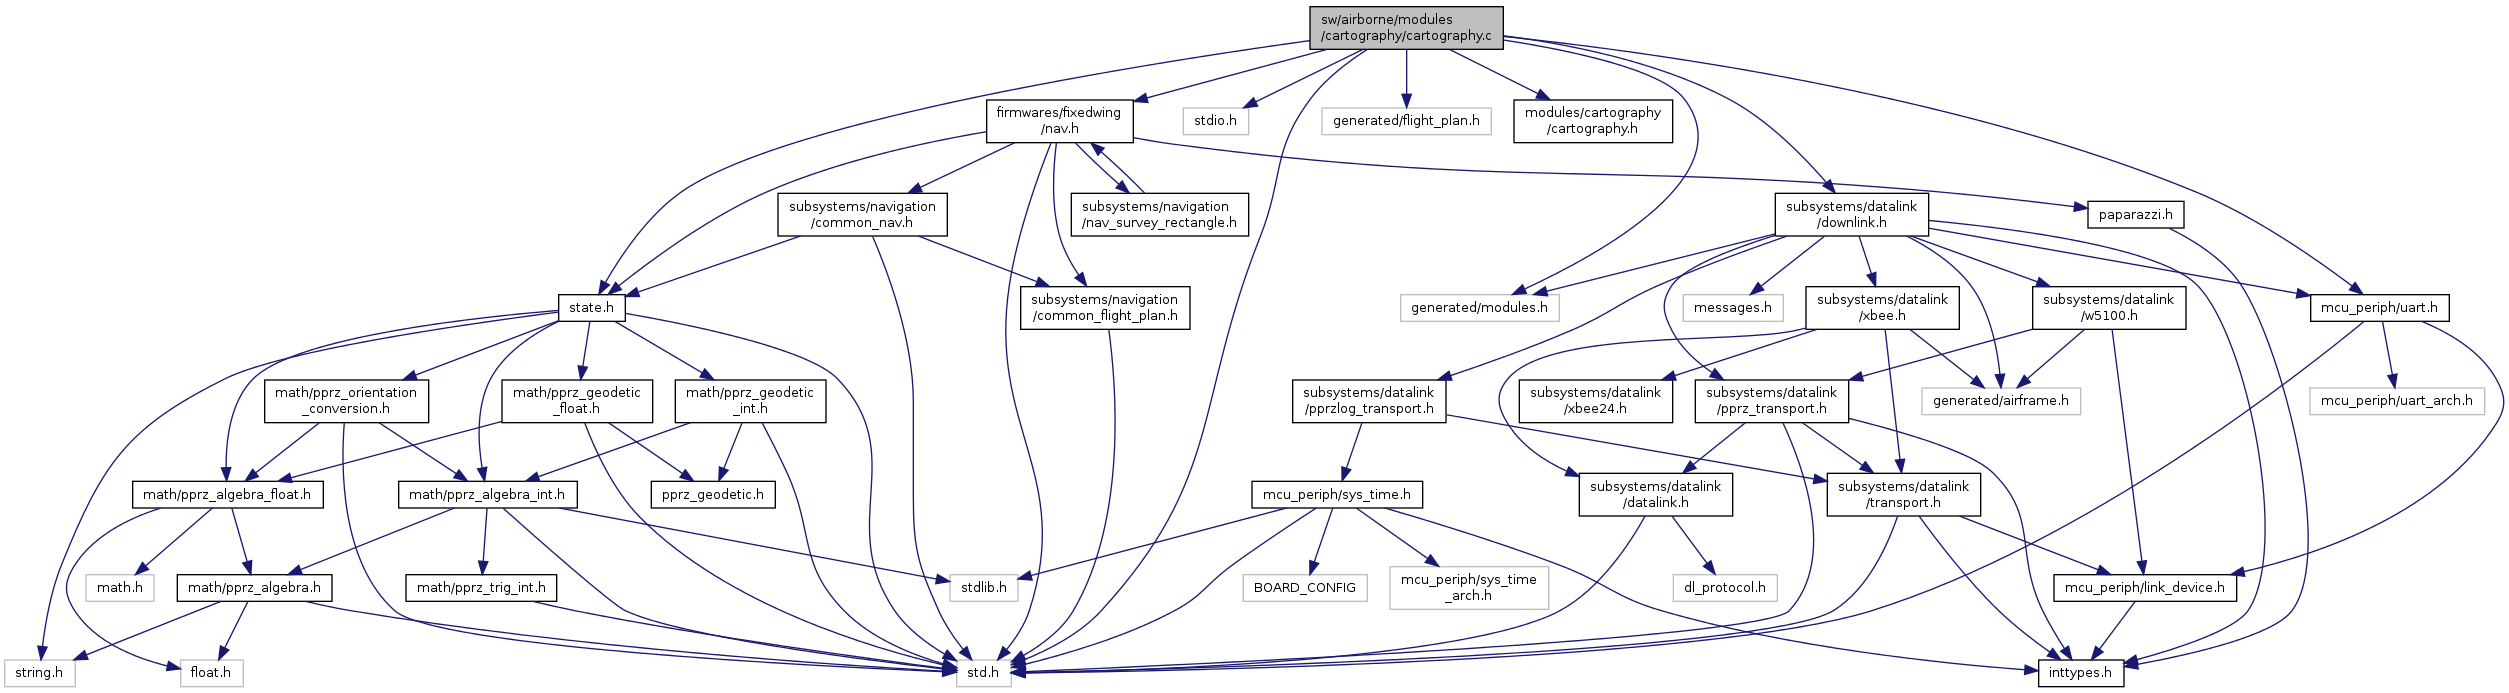 sw/airborne/modules
/cartography/cartography.c
firmwares/fixedwing
/nav.h
stdio.h
generated/flight_plan.h
modules/cartography
/cartography.h
subsystems/navigation
/common_nav.h
subsystems/navigation
/nav_survey_rectangle.h
subsystems/datalink
/downlink.h
paparazzi.h
state.h
subsystems/navigation
/common_flight_plan.h
generated/modules.h
messages.h
subsystems/datalink
/xbee.h
subsystems/datalink
/w5100.h
mcu_periph/uart.h
math/pprz_orientation
_conversion.h
math/pprz_geodetic
_float.h
math/pprz_geodetic
_int.h
subsystems/datalink
/pprzlog_transport.h
subsystems/datalink
/xbee24.h
subsystems/datalink
/pprz_transport.h
generated/airframe.h
mcu_periph/uart_arch.h
math/pprz_algebra_float.h
math/pprz_algebra_int.h
pprz_geodetic.h
mcu_periph/sys_time.h
subsystems/datalink
/datalink.h
subsystems/datalink
/transport.h
math.h
math/pprz_algebra.h
math/pprz_trig_int.h
stdlib.h
BOARD_CONFIG
mcu_periph/sys_time
_arch.h
dl_protocol.h
mcu_periph/link_device.h
string.h
float.h
std.h
inttypes.h